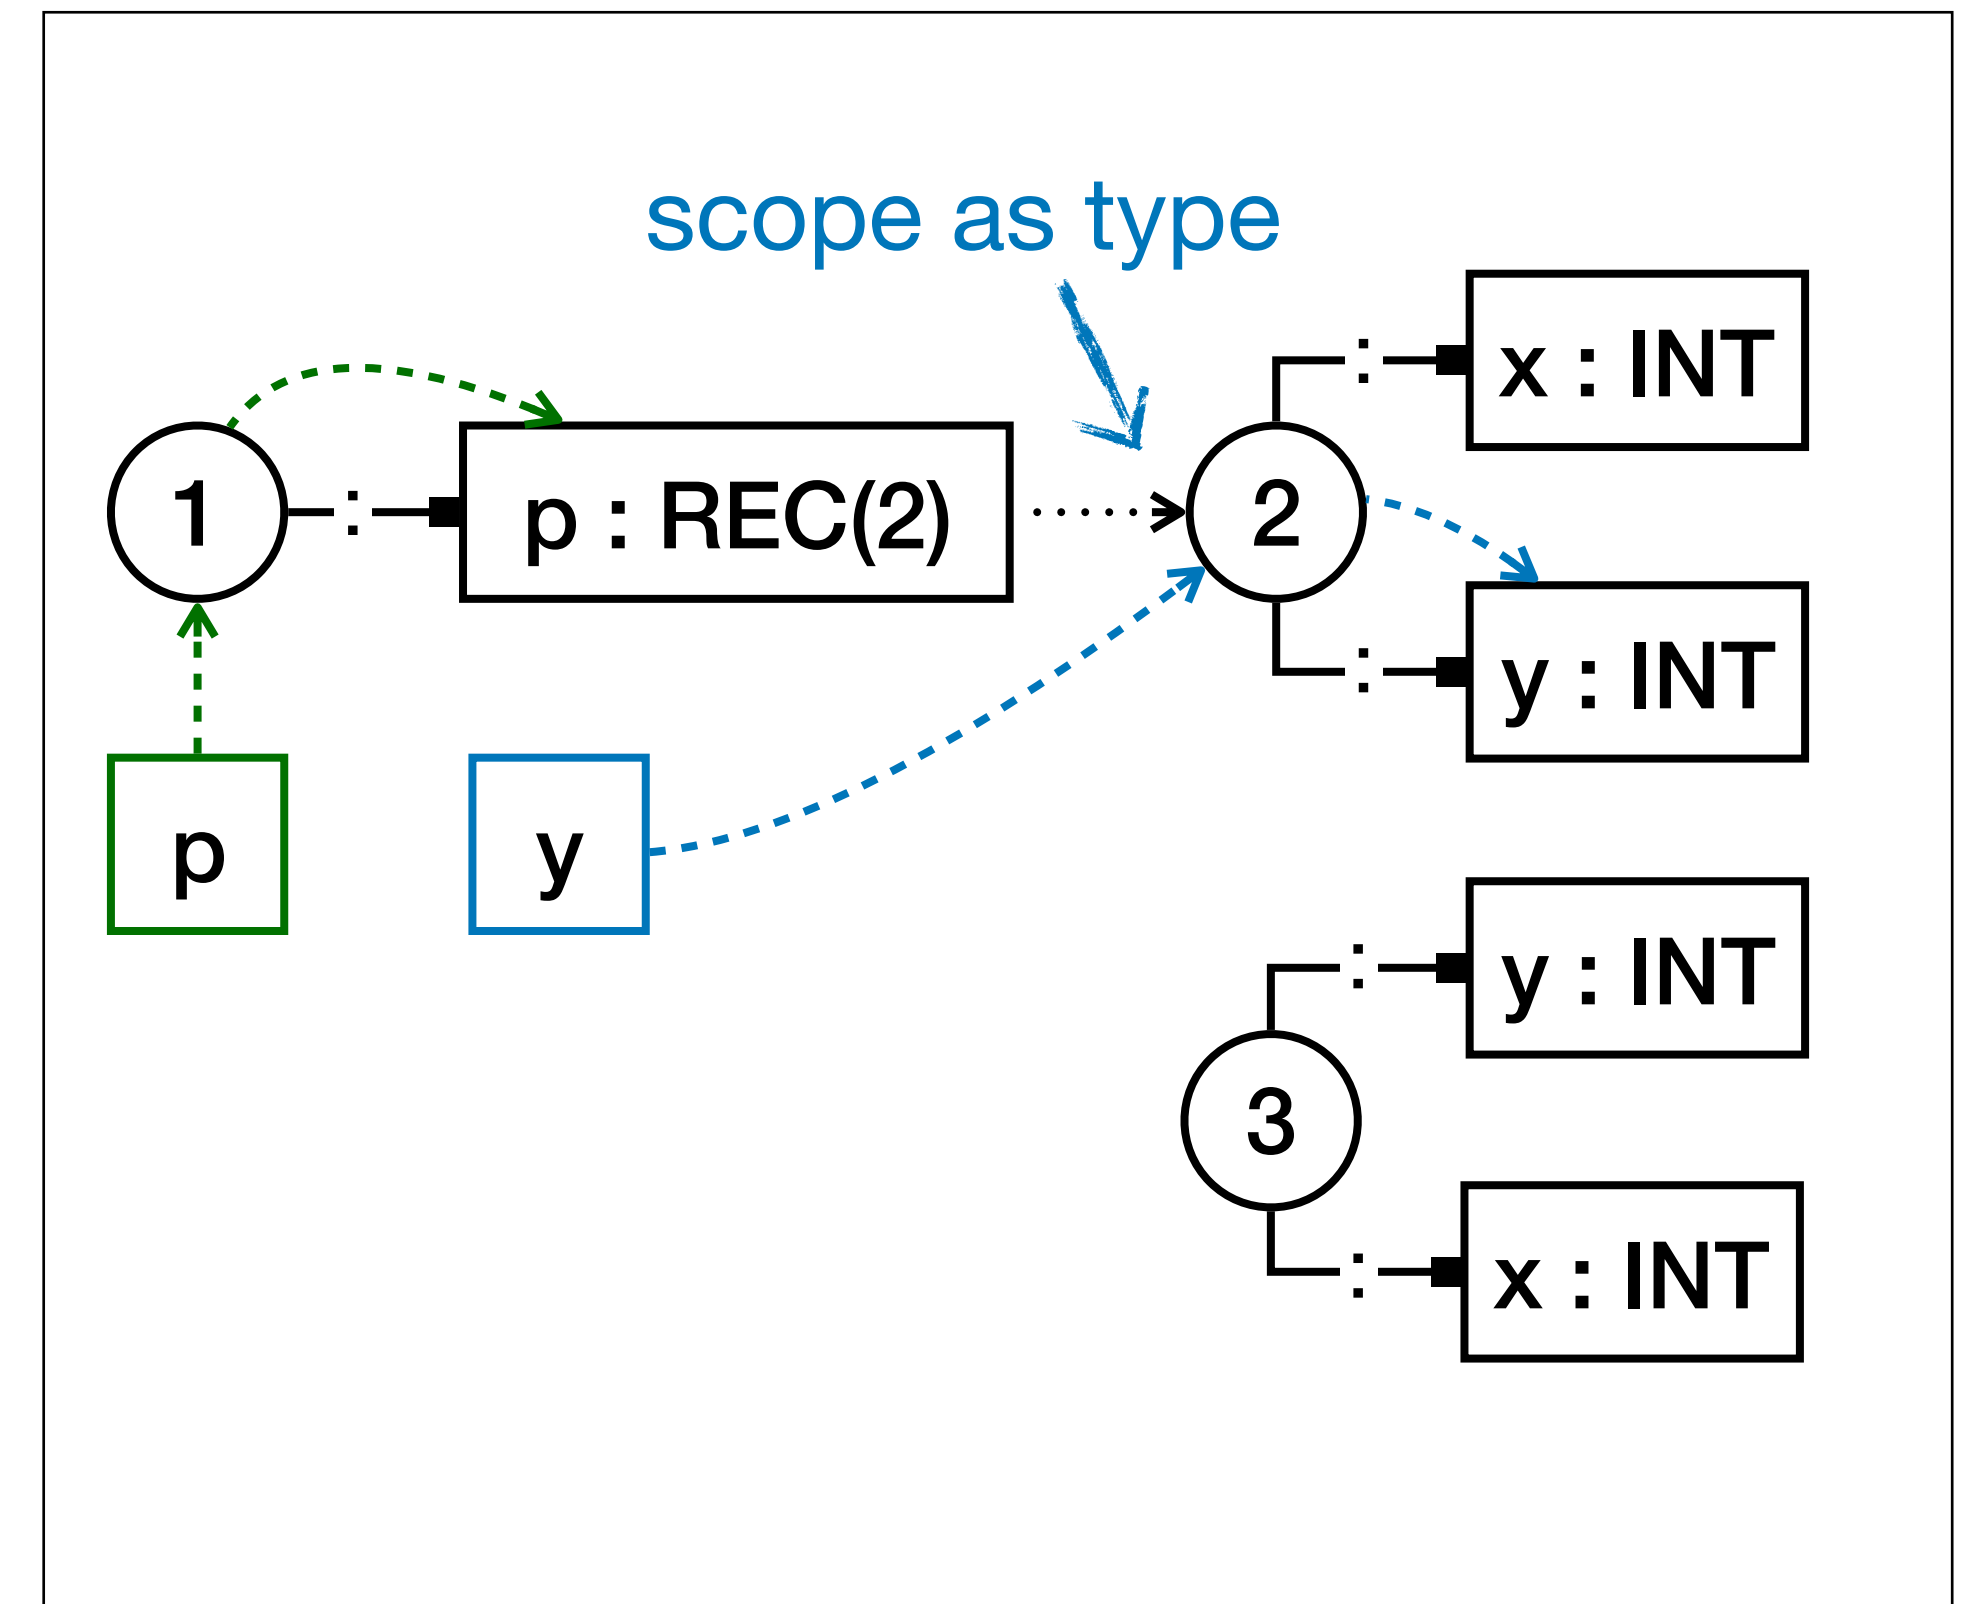 scope as type
x : INT
1 : p : REC(2)
2
:
y : INT
:
p
y
y : INT
:
3
x : INT
: